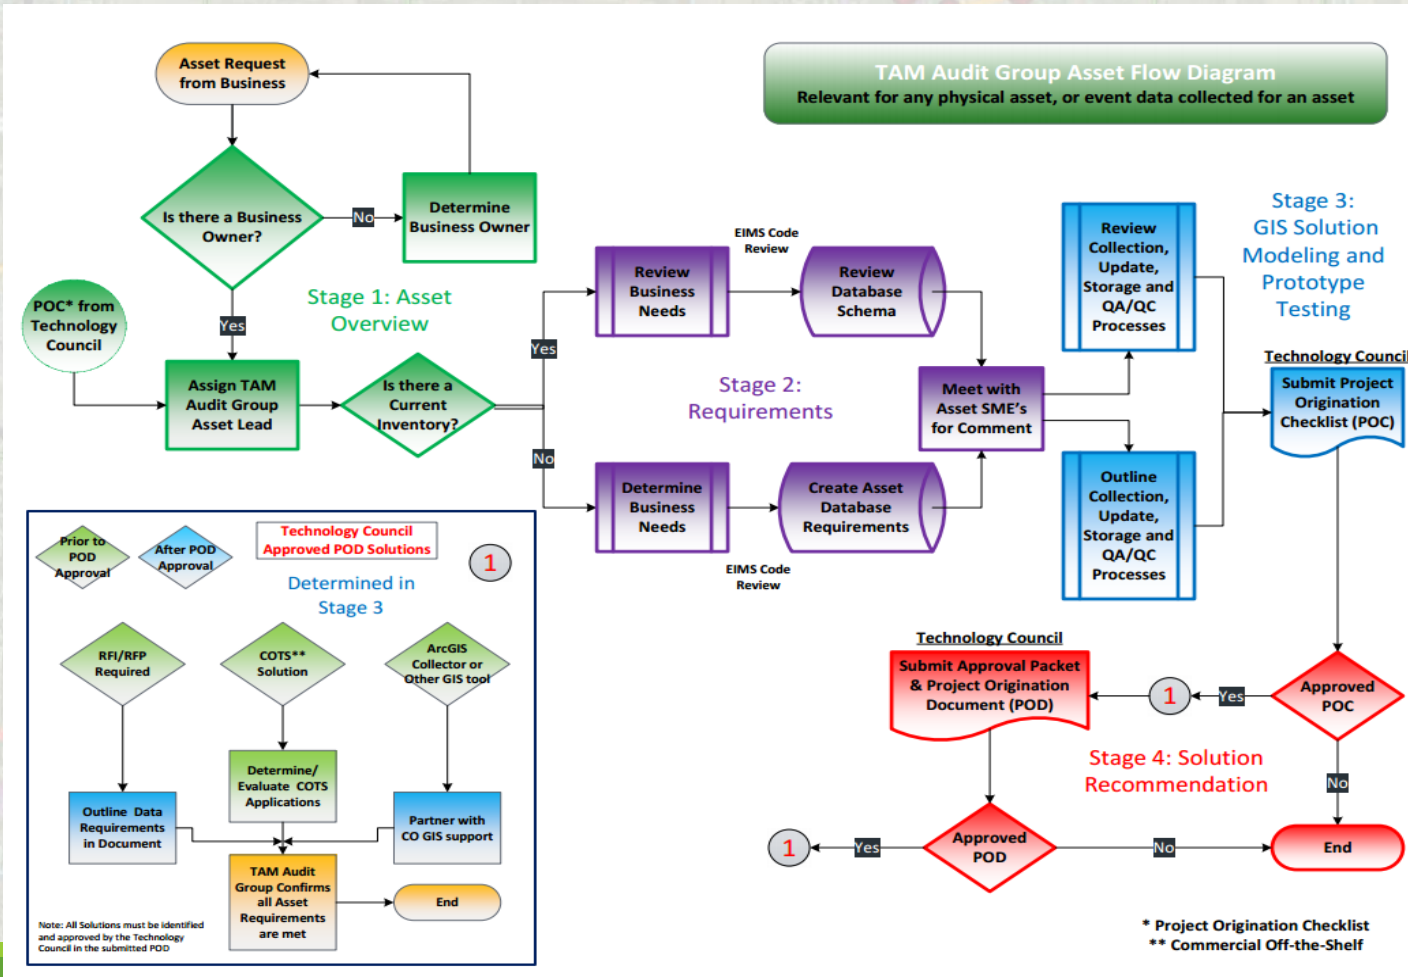 TAM Audit Group Asset Flow Diagram
Relevant for any physical asset, or event data collected for an asset
Asset Request
from Business
Is there a Business
Owner?
No
Determine
Business Owner
Yes
POC* from
Technology
Council
Stage 1: Asset
Overview
Assign TAM
Audit Group
Asset Lead
Is there a
Current
Inventory?
Yes
No
Review
Business
Needs
EIMS Code
Review
Review
Database
Schema
Stage 2:
Requirements
Determine
Business
Needs
EIMS Code
Review
Create Asset
Database
Requirements
Meet with
Asset SME's
for Comment
Review
Collection,
Update,
Storage and
QA/QC
Processes
Outline
Collection,
Update,
Storage and
QA/QC
Processes
Stage 3:
GIS Solution
Modeling and
Prototype
Testing
Technology Council
Submit Project
Origination
Checklist (POC)
Approved
POC
Yes
1
No
Technology Council
Submit Approval Packet
& Project Origination
Document (POD)
Stage 4: Solution
Recommendation
Approved
POD
Yes
1
No
End
* Project Origination Checklist
** Commercial Off-the-Shelf
Prior to
POD
Approval
After POD
Approval
Technology Council
Approved POD Solutions
1
Determined in
Stage 3
RFI/RFP
Required
COTS**
Solution
ArcGIS
Collector or
Other GIS tool
Determine/
Evaluate COTS
Applications
Outline Data
Requirements
in Document
Partner with
CO GIS support
TAM Audit
Group Confirms
all Asset
Requirements
are met
End
Note: All Solutions must be identified
and approved by the Technology
Council in the submitted POD